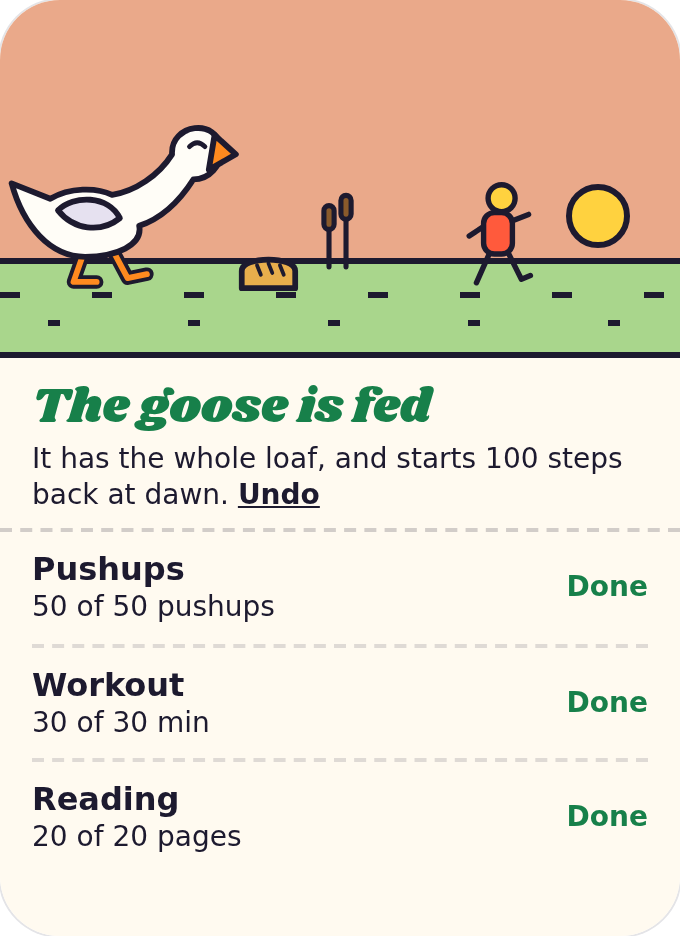 The goose is fed
It has the whole loaf, and starts 100 steps
back at dawn. Undo
Pushups
50 of 50 pushups
Done
Workout
30 of 30 min
Done
Reading
20 of 20 pages
Done